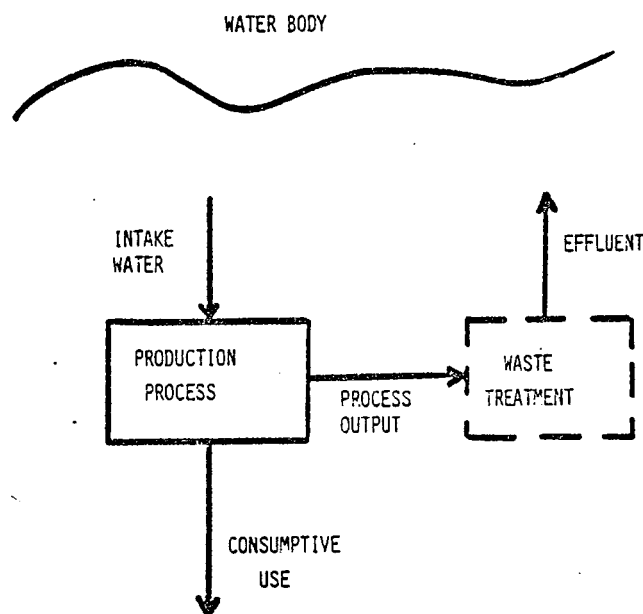 WATER BODY
INTAKE
WATER
EFFLUENT
PRODUCTION
PROCESS
PROCESS
OUTPUT
WASTE
TREATMENT
CONSUMPTIVE
USE